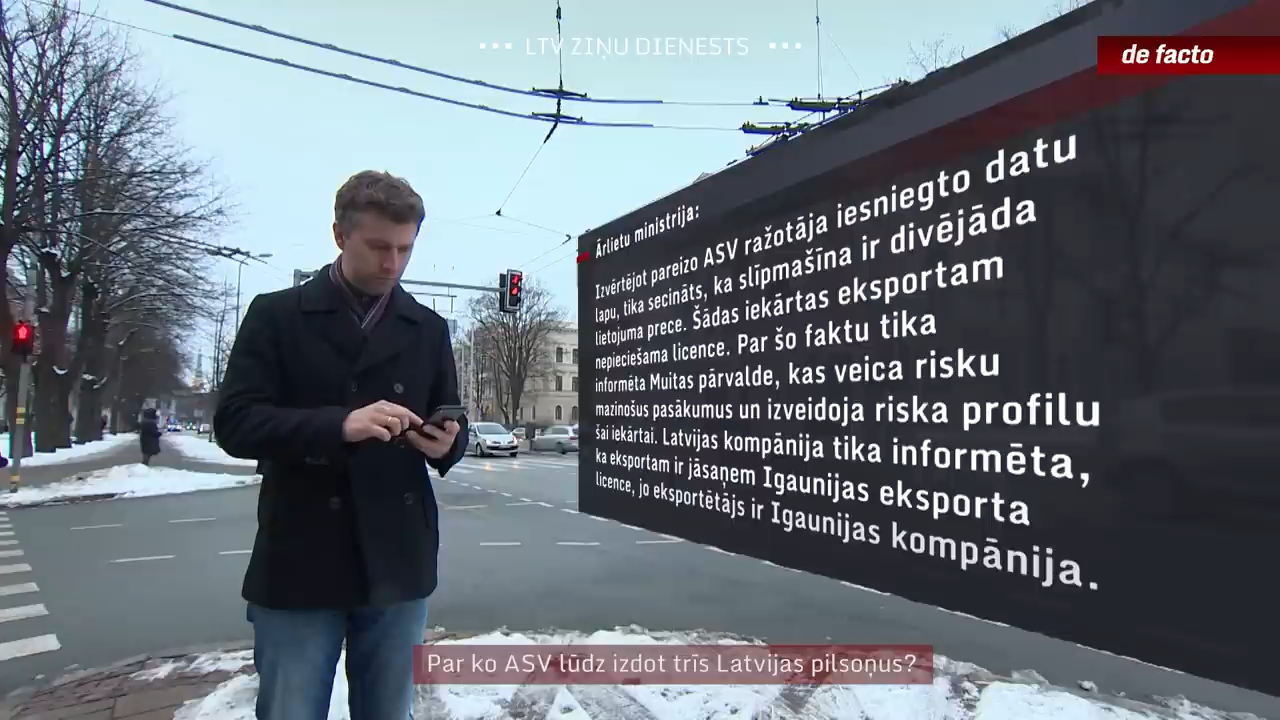 LTV ZIŅU DIENESTS
de facto
Ārlietu ministrija:
Izvērtējot pareizo ASV ražotāja iesniegto datu
lapu, tika secināts, ka slīpmašīna ir divējāda
lietojuma prece. Šādas iekārtas eksportam
nepieciešama licence. Par šo faktu tika
informēta Muitas pārvalde, kas veica risku
mazinošus pasākumus un izveidoja riska profilu
šai iekārtai. Latvijas kompānija tika informēta,
ka eksportam ir jāsaņem Igaunijas eksporta
licence, jo eksportētājs ir Igaunijas kompānija.
Par ko ASV lūdz izdot trīs Latvijas pilsoņus?